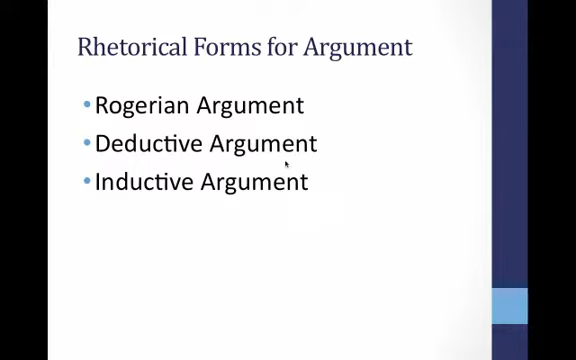 Rhetorical Forms for Argument
•Rogerian Argument
•Deductive Argument
•Inductive Argument